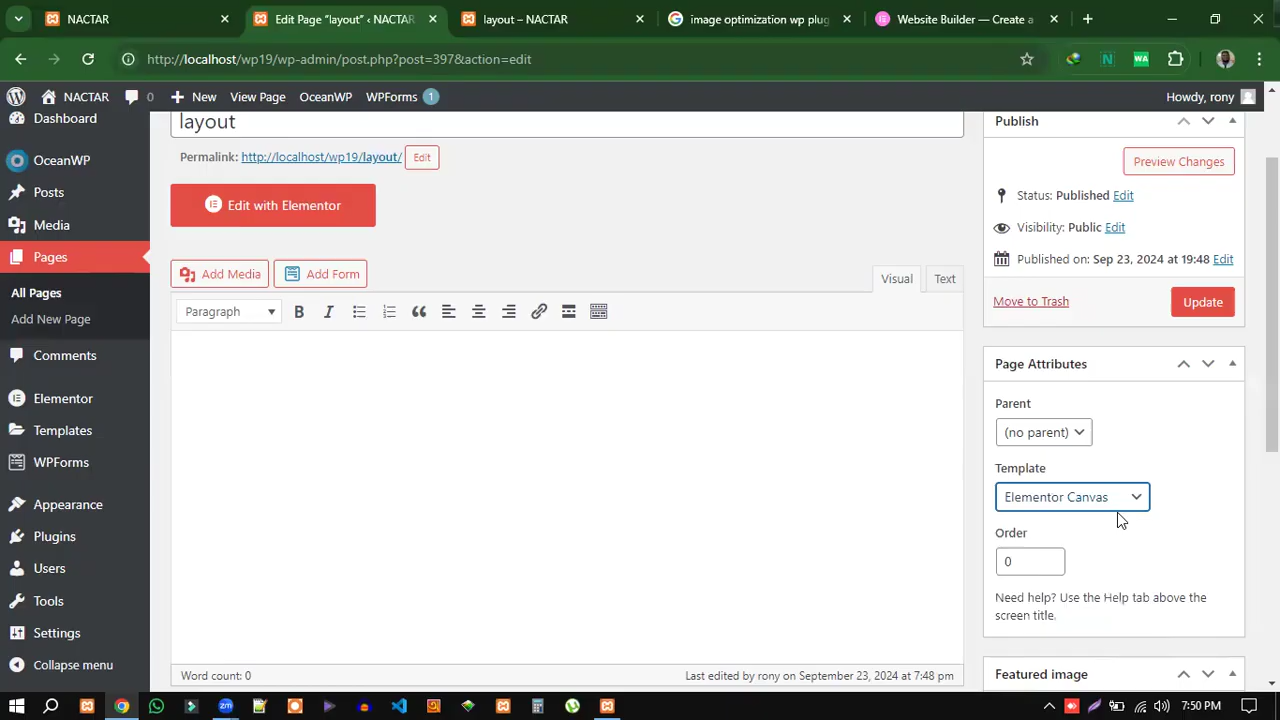 NACTAR
Edit Page “layout” ‹ NACTAR
layout – NACTAR
image optimization wp plug
Website Builder — Create a
http://localhost/wp19/wp-admin/post.php?post=397&action=edit
NACTAR
0
New
View Page
OceanWP
WPForms
1
Howdy, rony
Dashboard
OceanWP
Posts
Media
Pages
All Pages
Add New Page
Comments
Elementor
Templates
WPForms
Appearance
Plugins
Users
Tools
Settings
Collapse menu
layout
Permalink: http://localhost/wp19/layout/ Edit
Edit with Elementor
Add Media
Add Form
Visual
Text
Paragraph
Word count: 0
Last edited by rony on September 23, 2024 at 7:48 pm
Publish
Preview Changes
Status: Published Edit
Visibility: Public Edit
Published on: Sep 23, 2024 at 19:48 Edit
Move to Trash
Update
Page Attributes
Parent
(no parent)
Template
Elementor Canvas
Order
0
Need help? Use the Help tab above the
screen title.
Featured image
7:50 PM